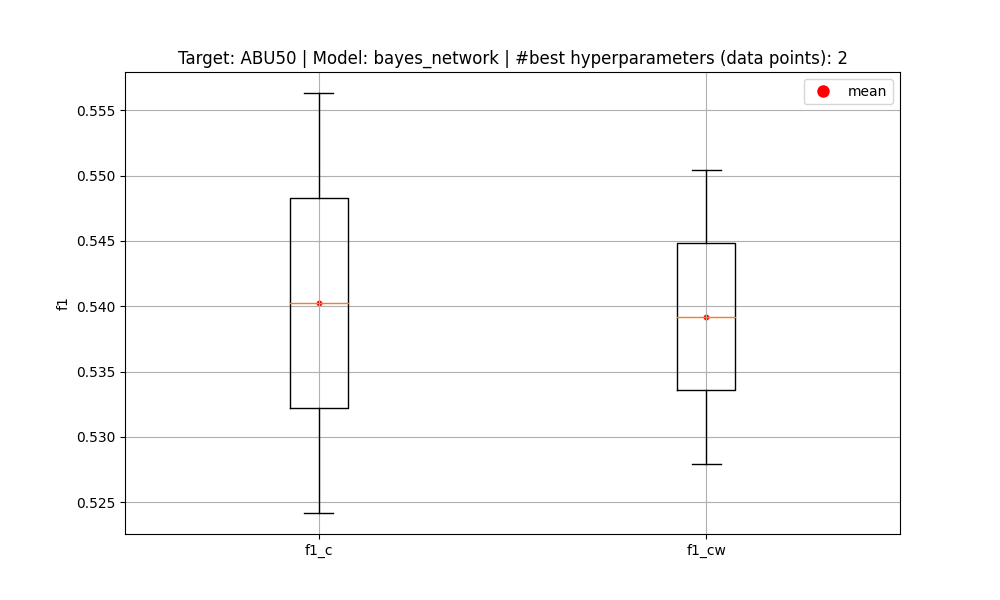 Target: ABU50 | Model: bayes_network | #best hyperparameters (data points): 2
mean
0.555
0.550
0.545
0.540
0.535
0.530
0.525
f1
f1_c
f1_cw